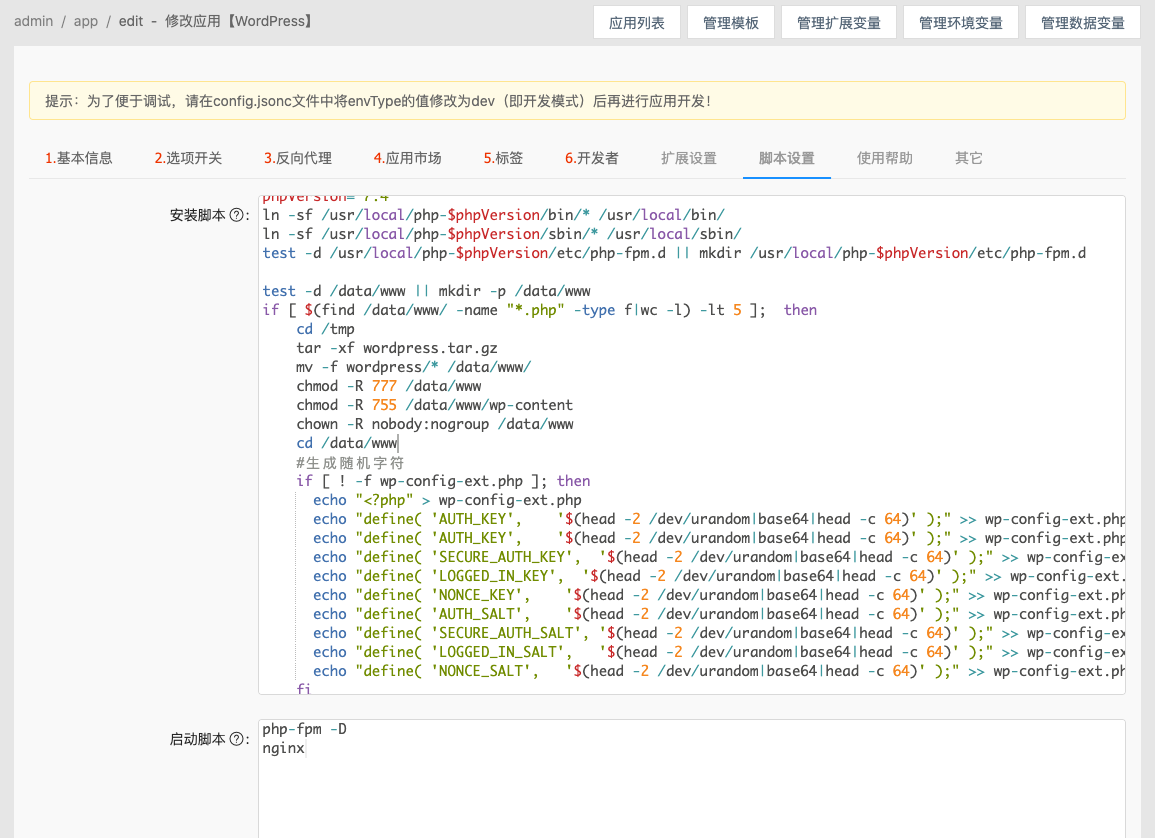 admin / app / edit - 修改应用【WordPress】
应用列表 管理模板 管理扩展变量 管理环境变量 管理数据变量
提示：为了便于调试，请在config.jsonc文件中将envType的值修改为dev（即开发模式）后再进行应用开发！
1.基本信息 2.选项开关 3.反向代理 4.应用市场 5.标签 6.开发者 扩展设置 脚本设置 使用帮助 其它
安装脚本 ? :
phpVersion="7.4"
ln -sf /usr/local/php-$phpVersion/bin/* /usr/local/bin/
ln -sf /usr/local/php-$phpVersion/sbin/* /usr/local/sbin/
test -d /usr/local/php-$phpVersion/etc/php-fpm.d || mkdir /usr/local/php-$phpVersion/etc/php-fpm.d
test -d /data/www || mkdir -p /data/www
if [ $(find /data/www/ -name "*.php" -type f|wc -l) -lt 5 ];  then
    cd /tmp
    tar -xf wordpress.tar.gz
    mv -f wordpress/* /data/www/
    chmod -R 777 /data/www
    chmod -R 755 /data/www/wp-content
    chown -R nobody:nogroup /data/www
    cd /data/www
    #生成随机字符
    if [ ! -f wp-config-ext.php ]; then
      echo "<?php" > wp-config-ext.php
      echo "define( 'AUTH_KEY',    '$(head -2 /dev/urandom|base64|head -c 64)' );" >> wp-config-ext.php
      echo "define( 'AUTH_KEY',    '$(head -2 /dev/urandom|base64|head -c 64)' );" >> wp-config-ext.php
      echo "define( 'SECURE_AUTH_KEY',  '$(head -2 /dev/urandom|base64|head -c 64)' );" >> wp-config-ex
      echo "define( 'LOGGED_IN_KEY',  '$(head -2 /dev/urandom|base64|head -c 64)' );" >> wp-config-ext.
      echo "define( 'NONCE_KEY',    '$(head -2 /dev/urandom|base64|head -c 64)' );" >> wp-config-ext.ph
      echo "define( 'AUTH_SALT',    '$(head -2 /dev/urandom|base64|head -c 64)' );" >> wp-config-ext.ph
      echo "define( 'SECURE_AUTH_SALT', '$(head -2 /dev/urandom|base64|head -c 64)' );" >> wp-config-ex
      echo "define( 'LOGGED_IN_SALT',   '$(head -2 /dev/urandom|base64|head -c 64)' );" >> wp-config-ex
      echo "define( 'NONCE_SALT',   '$(head -2 /dev/urandom|base64|head -c 64)' );" >> wp-config-ext.ph
    fi
启动脚本 ? :
php-fpm -D
nginx